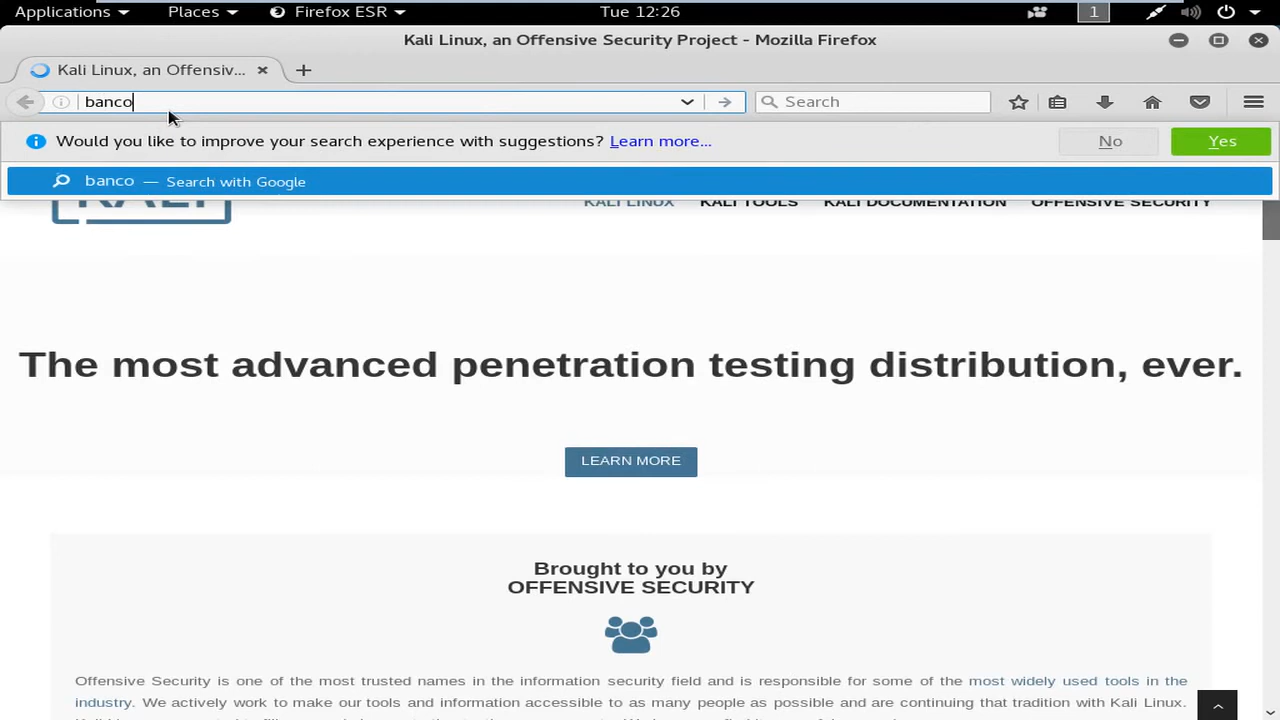 Applications Places Firefox ESR Tue 12:26 1
Kali Linux, an Offensive Security Project - Mozilla Firefox
Kali Linux, an Offensiv...
banco Search
Would you like to improve your search experience with suggestions? Learn more... No Yes
banco — Search with Google
KALI KALI LINUX KALI TOOLS KALI DOCUMENTATION OFFENSIVE SECURITY
The most advanced penetration testing distribution, ever.
LEARN MORE
Brought to you by
OFFENSIVE SECURITY
Offensive Security is one of the most trusted names in the information security field and is responsible for some of the most widely used tools in the
industry. We actively work to make our tools and information accessible to as many people as possible and are continuing that tradition with Kali Linux.